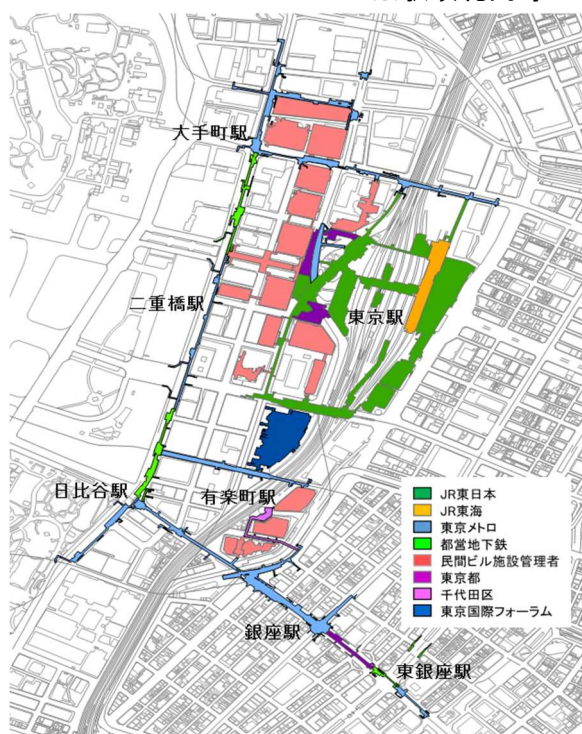 大手町駅
二重橋駅
東京駅
日比谷駅
有楽町駅
JR東日本
JR東海
東京メトロ
都営地下鉄
民間ビル施設管理者
東京都
千代田区
東京国際フォーラム
銀座駅
東銀座駅